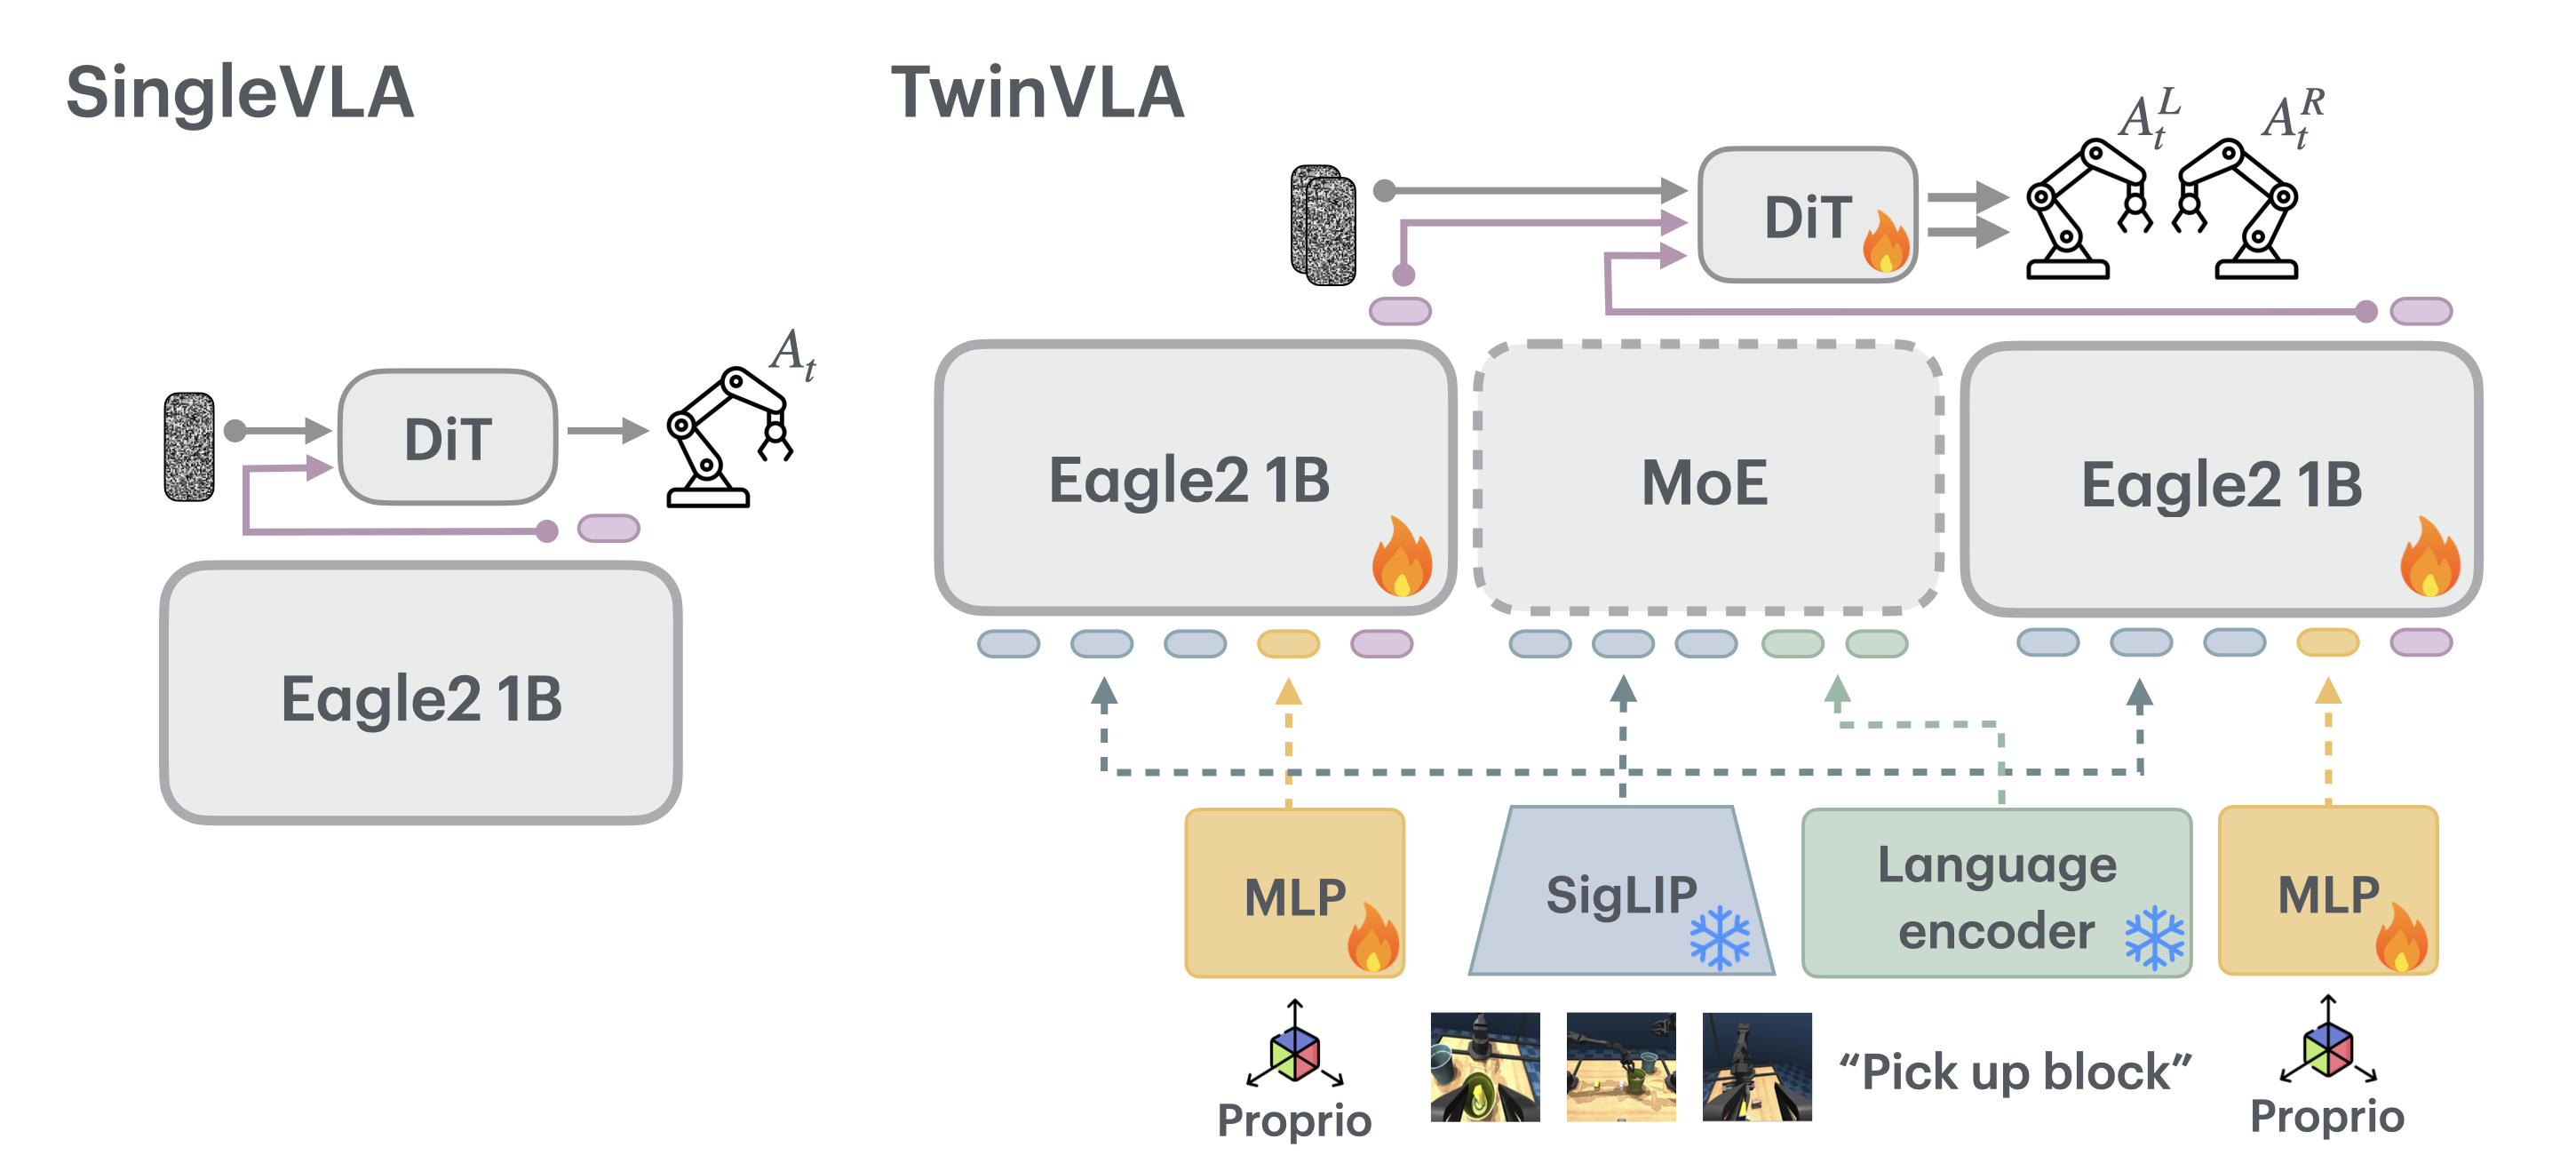 SingleVLA
TwinVLA
A_t^L
A_t^R
DiT
A_t
DiT
Eagle2 1B
MoE
Eagle2 1B
Eagle2 1B
MLP
SigLIP
Language
encoder
MLP
“Pick up block”
Proprio
Proprio